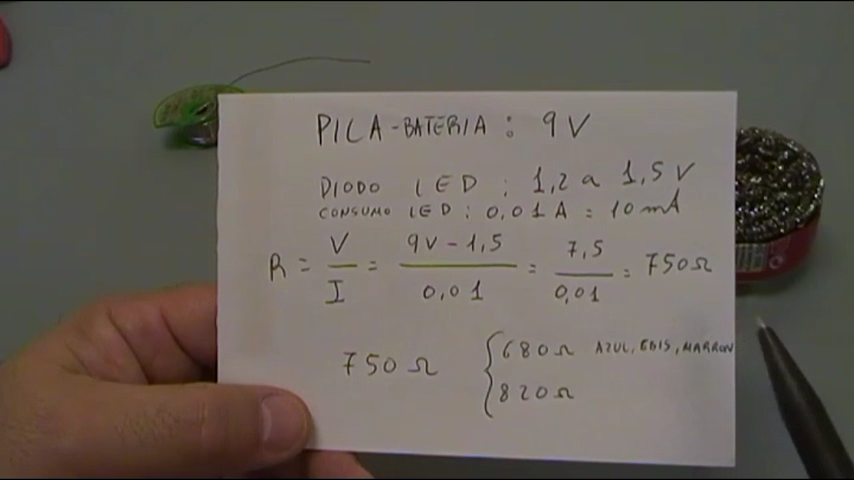 PILA-BATERIA : 9V
DIODO LED : 1,2 a 1,5 V
CONSUMO LED : 0,01 A = 10 mA
R = V/I = 9V - 1,5/0,01 = 7,5/0,01 = 750Ω
750 Ω { 680Ω AZUL, GRIS, MARRON
820Ω